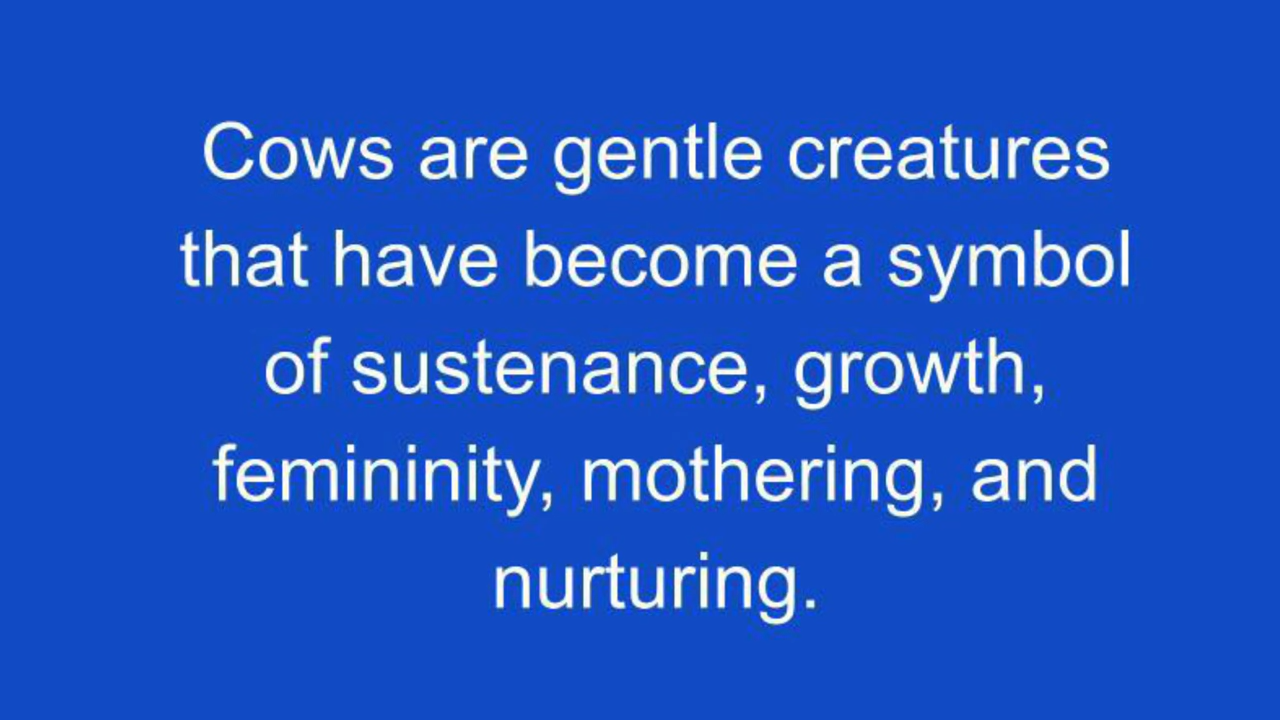 Cows are gentle creatures
that have become a symbol
of sustenance, growth,
femininity, mothering, and
nurturing.